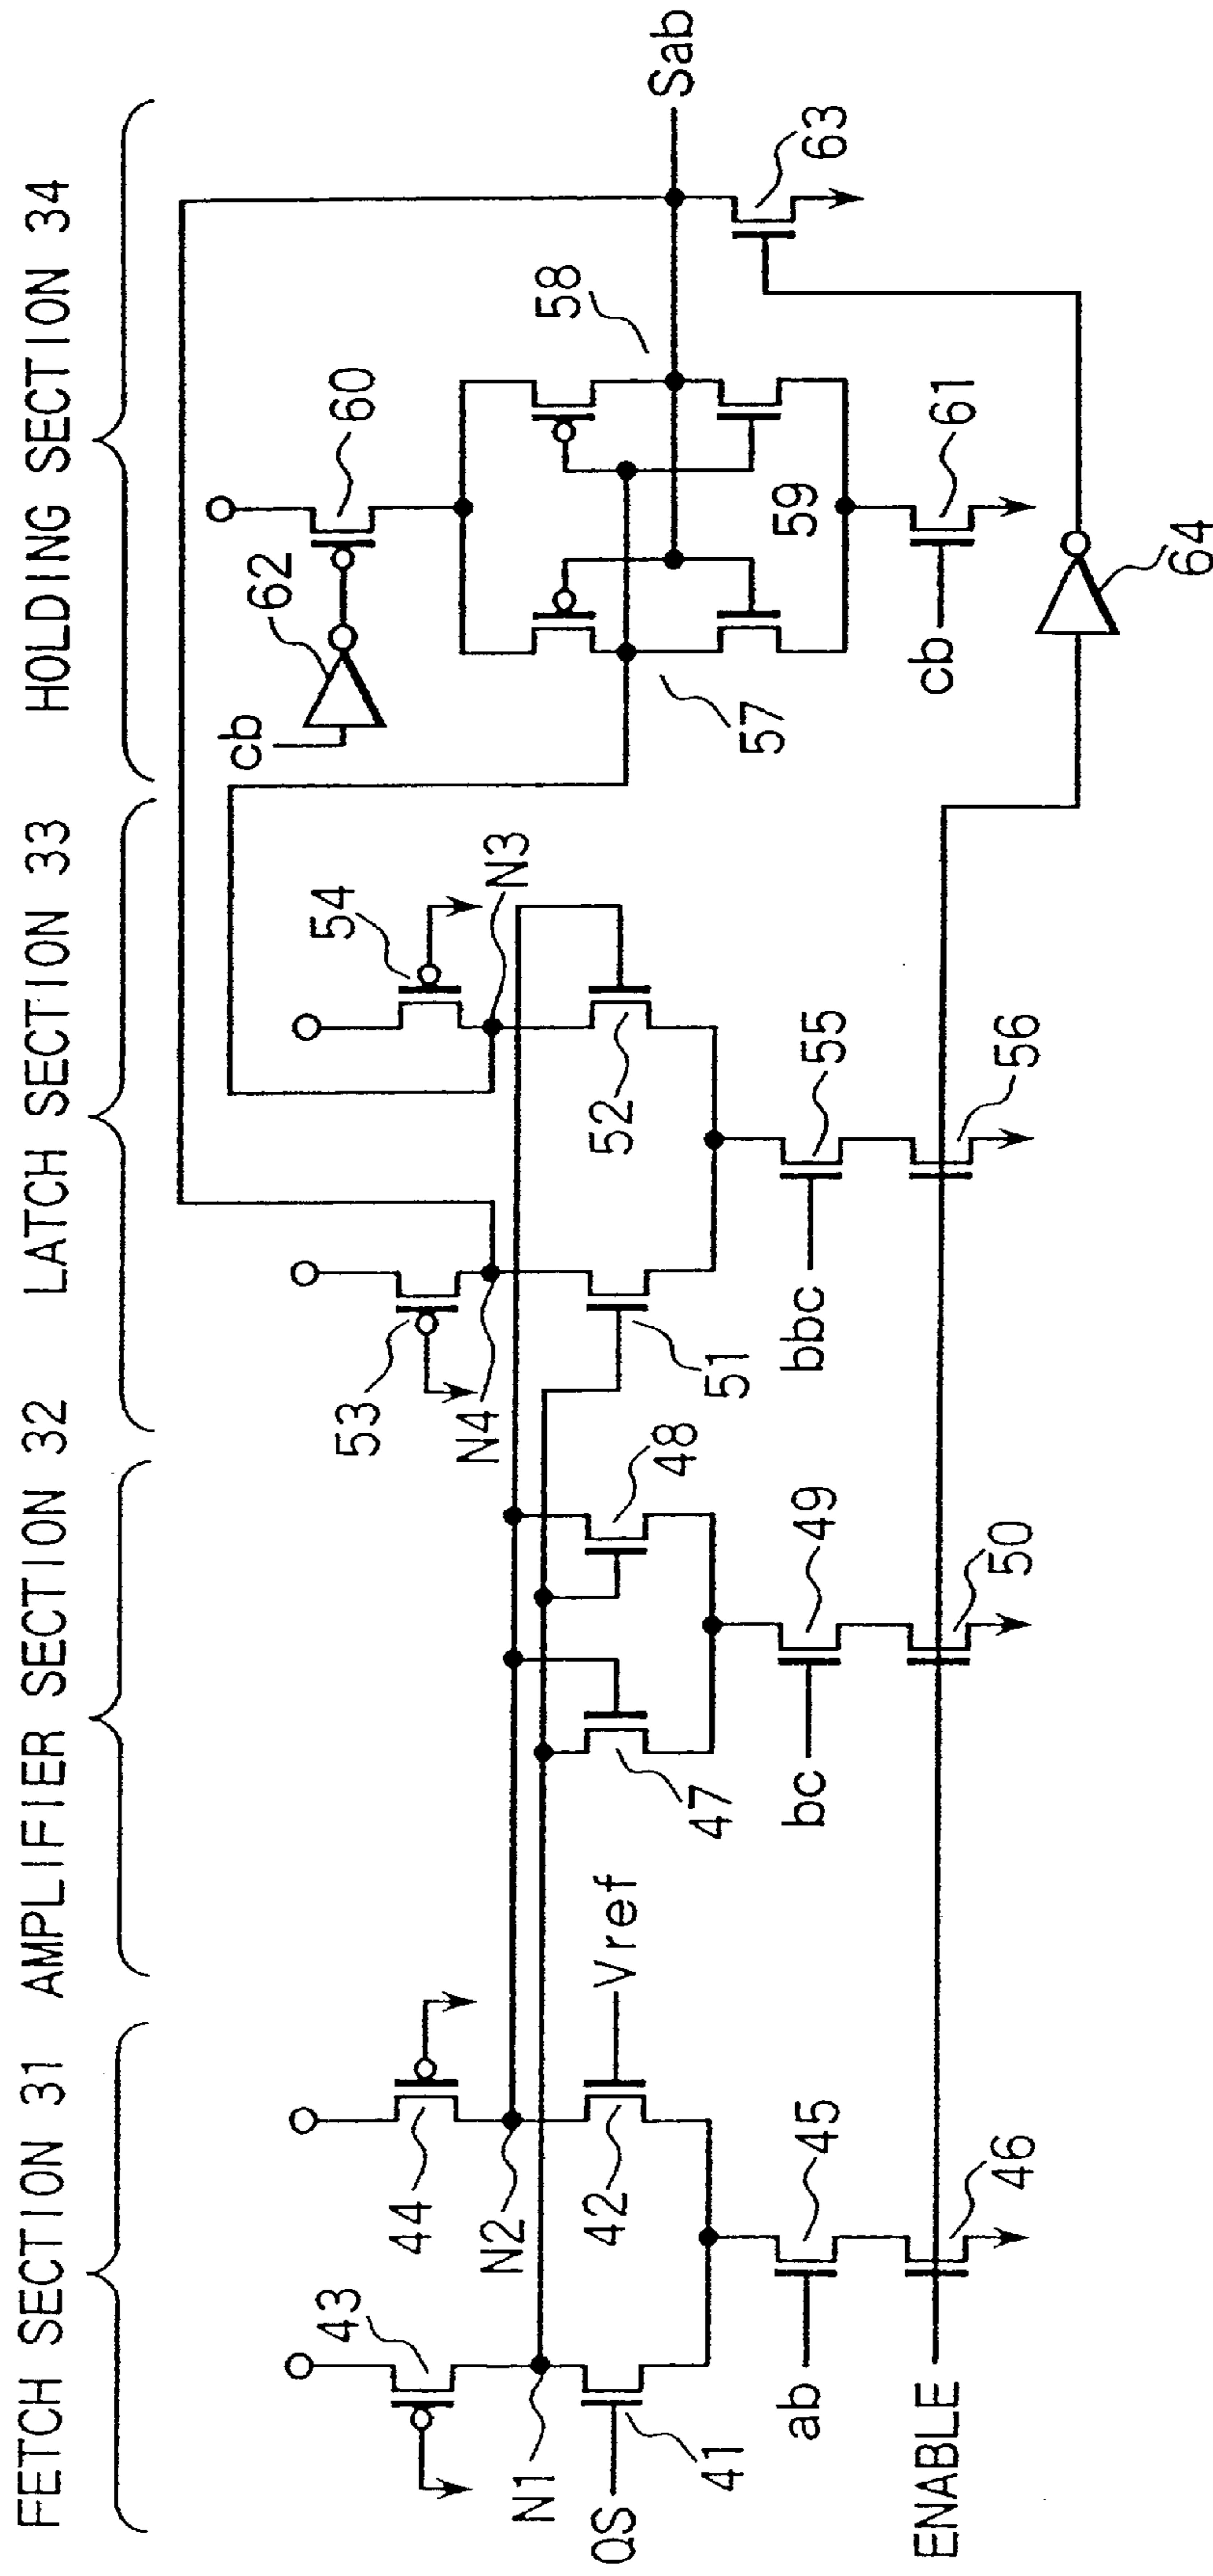 FETCH SECTION 31
AMPLIFIER SECTION 32
LATCH SECTION 33
HOLDING SECTION 34
43
44
N1
N2
QS
41
42
Vref
ab
45
ENABLE
46
47
48
bc
49
50
53
54
N4
N3
51
52
bbc
55
56
cb
62
60
57
58
59
cb
61
64
63
Sab